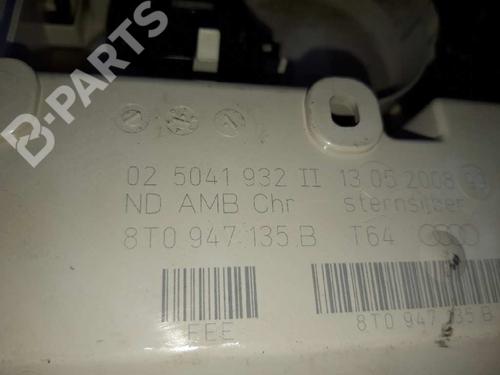 B-PARTS
02 5041 932 II 13.05.2008
ND AMB Chr sternsilber
8T0 947 135 B T64
EEE
8T0 947 135 B